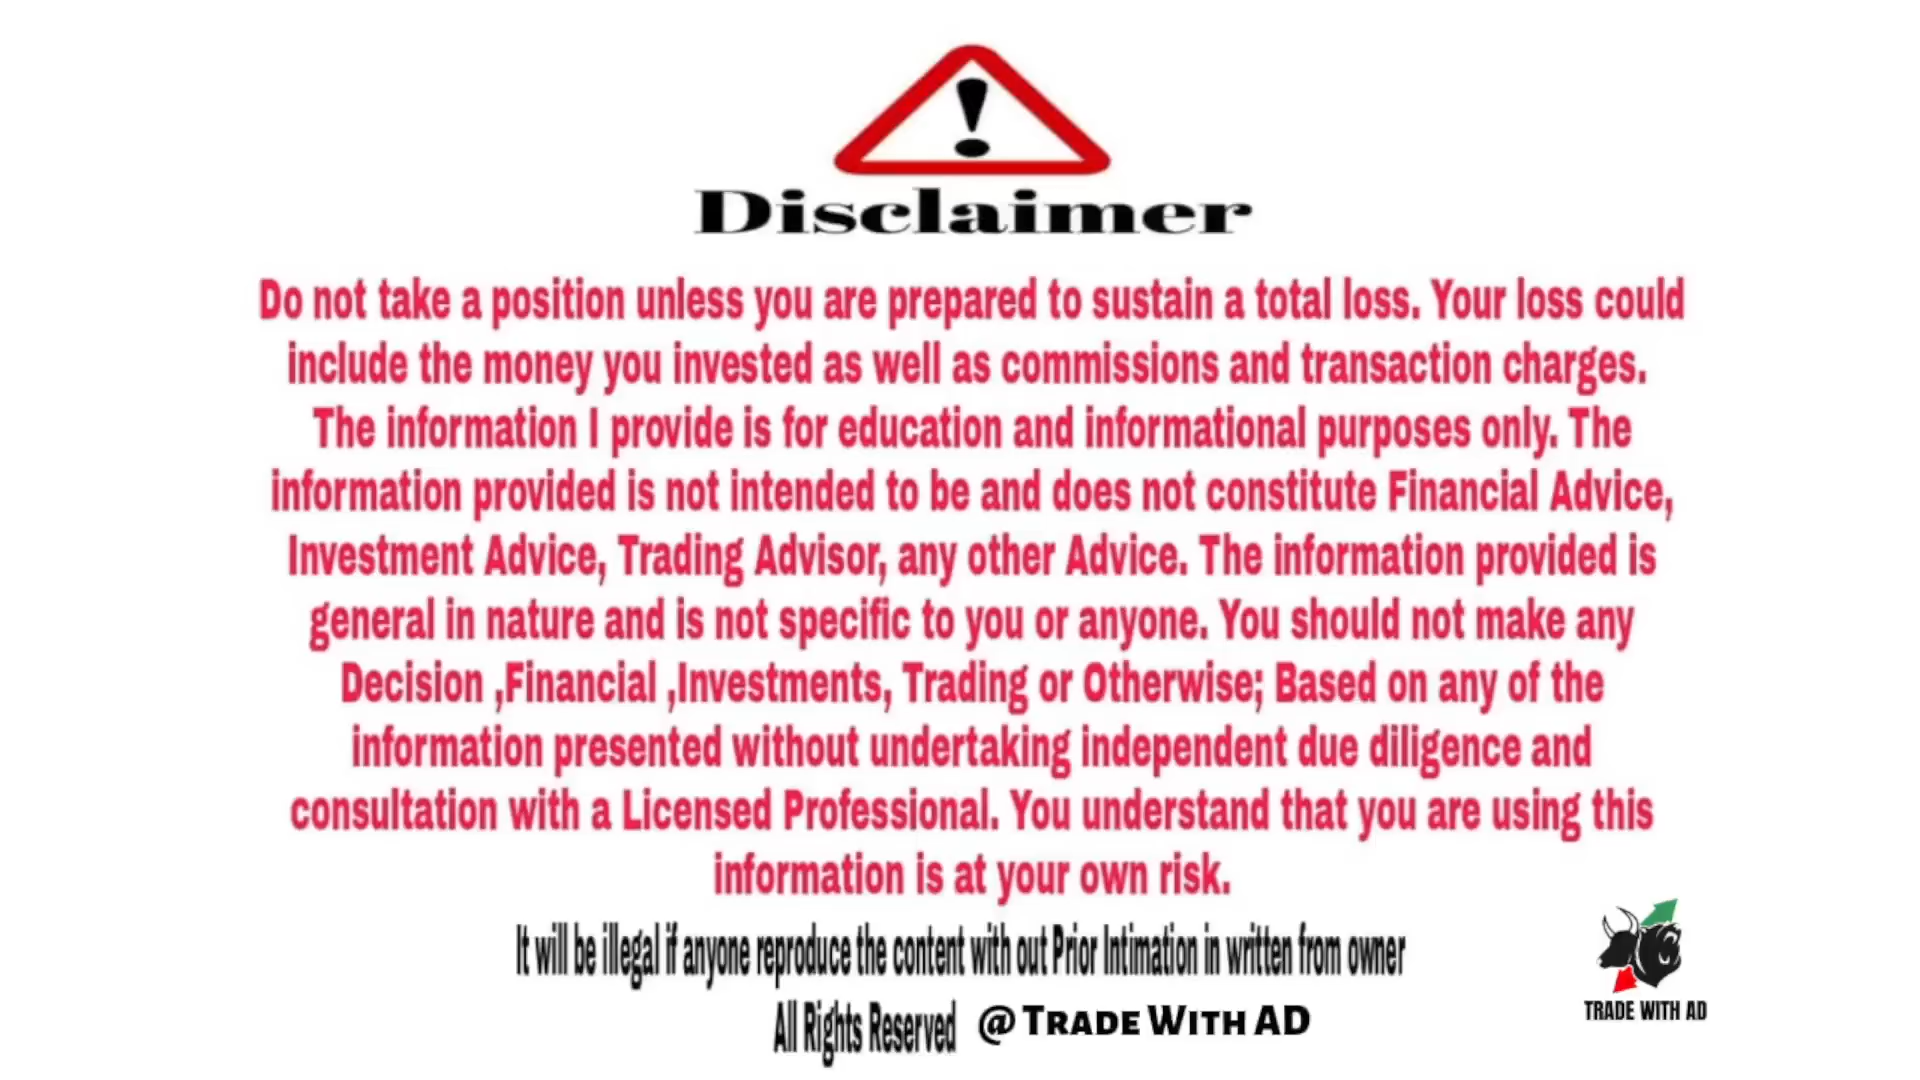 Disclaimer
Do not take a position unless you are prepared to sustain a total loss. Your loss could
include the money you invested as well as commissions and transaction charges.
The information I provide is for education and informational purposes only. The
information provided is not intended to be and does not constitute Financial Advice,
Investment Advice, Trading Advisor, any other Advice. The information provided is
general in nature and is not specific to you or anyone. You should not make any
Decision ,Financial ,Investments, Trading or Otherwise; Based on any of the
information presented without undertaking independent due diligence and
consultation with a Licensed Professional. You understand that you are using this
information is at your own risk.
It will be illegal if anyone reproduce the content with out Prior Intimation in written from owner
All Rights Reserved @ Trade With AD
TRADE WITH AD